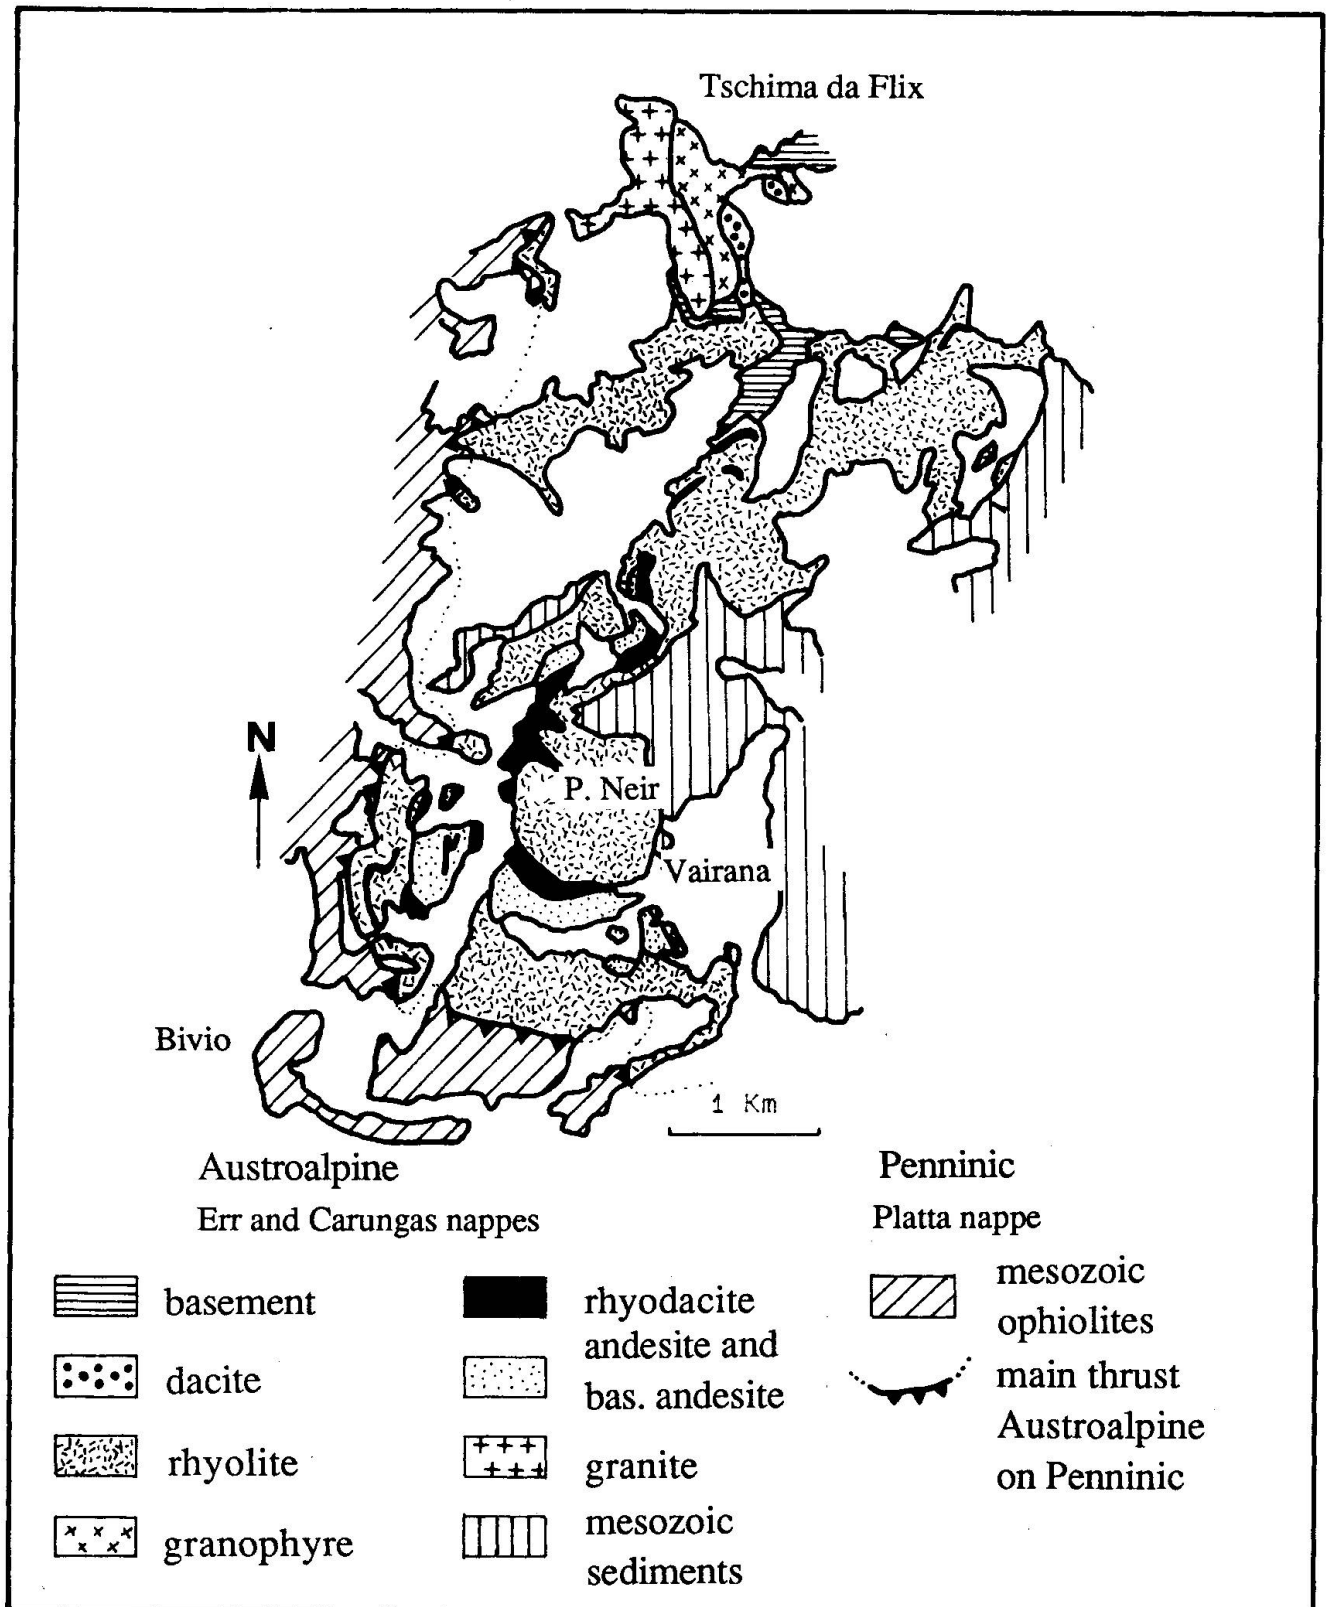 Tschima da Flix
N
P. Neir
Vairana
Bivio
1 Km
Austroalpine
Err and Carungas nappes
basement
dacite
rhyolite
granophyre
rhyodacite
andesite and
bas. andesite
granite
mesozoic
sediments
Penninic
Platta nappe
mesozoic
ophiolites
main thrust
Austroalpine
on Penninic